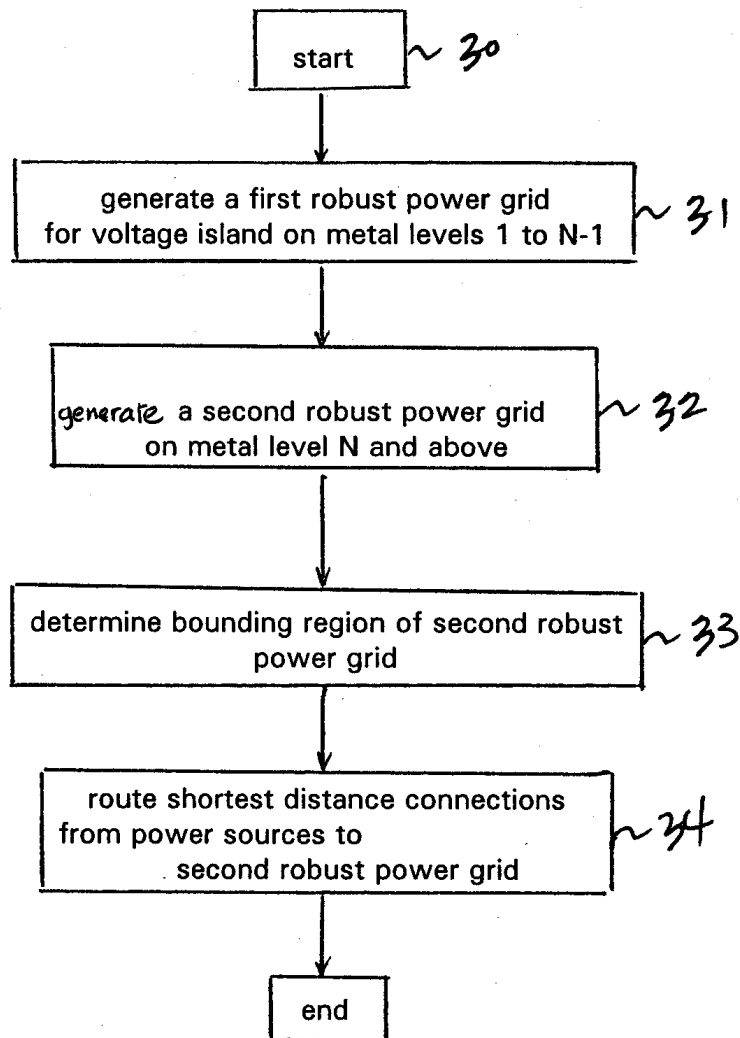 start ~ 30
generate a first robust power grid
for voltage island on metal levels 1 to N-1 ~ 31
generate a second robust power grid ~ 32
on metal level N and above
determine bounding region of second robust ~ 33
power grid
route shortest distance connections
from power sources to ~ 34
second robust power grid
end